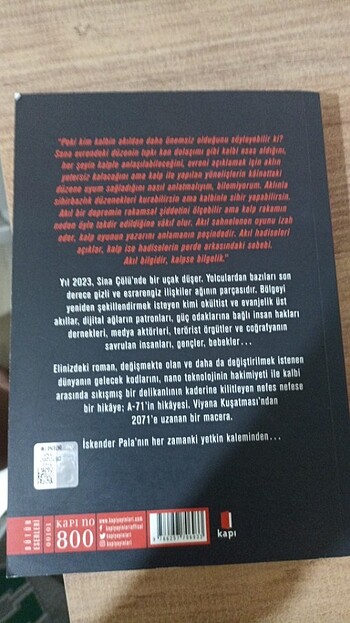 "Peki kim kalbin akıldan daha önemsiz olduğunu söyleyebilir ki?
Sana evrendeki düzenin tıpkı kan dolaşımı gibi kalbi esas aldığını,
her şeyin kalple anlaşılabileceğini, evreni açıklamak için aklın
yetersiz kalacağını ama kalp ile yapılan yönelişlerin kâinattaki
düzene uyum sağladığını nasıl anlatmalıyım, bilemiyorum. Aklınla
sihirbazlık düzenekleri kurabilirsin ama kalbinle sihir yapabilirsin.
Akıl bir depremin rakamsal şiddetini ölçebilir ama kalp rakamın
neden öyle takdir edildiğine vâkıf olur. Akıl sahnelenen oyunu izah
eder, kalp oyunun yazarını anlamanın peşindedir. Akıl hadiseleri
açıklar, kalp ise hadiselerin perde arkasındaki sebebi.
Akıl bilgidir, kalpse bilgelik."
Yıl 2023. Sina Çölü'nde bir uçak düşer. Yolculardan bazıları son
derece gizli ve esrarengiz ilişkiler ağının parçasıdır. Bölgeyi
yeniden şekillendirmek isteyen kimi okültist ve evanjelik üst
akıllar, dijital ağların patronları, güç odaklarına bağlı insan hakları
dernekleri, medya aktörleri, terörist örgütler ve coğrafyanın
savrulan insanları, gençler, bebekler...
Elinizdeki roman, değişmekte olan ve daha da değiştirilmek istenen
dünyanın gelecek kodlarını, nano teknolojinin hakimiyeti ile kalbi
arasında sıkışmış bir delikanlının kaderine kilitleyen nefes nefese
bir hikâye; A-71'in hikâyesi. Viyana Kuşatması'ndan
2071'e uzanan bir macera.
İskender Pala'nın her zamanki yetkin kaleminden...
BÜTÜN
ESERLERİ
KAPI NO
800
www.kapiyayinlari.com
kapiyayinlariofficial
kapiyayinlari
kapiyayinlari
kapı